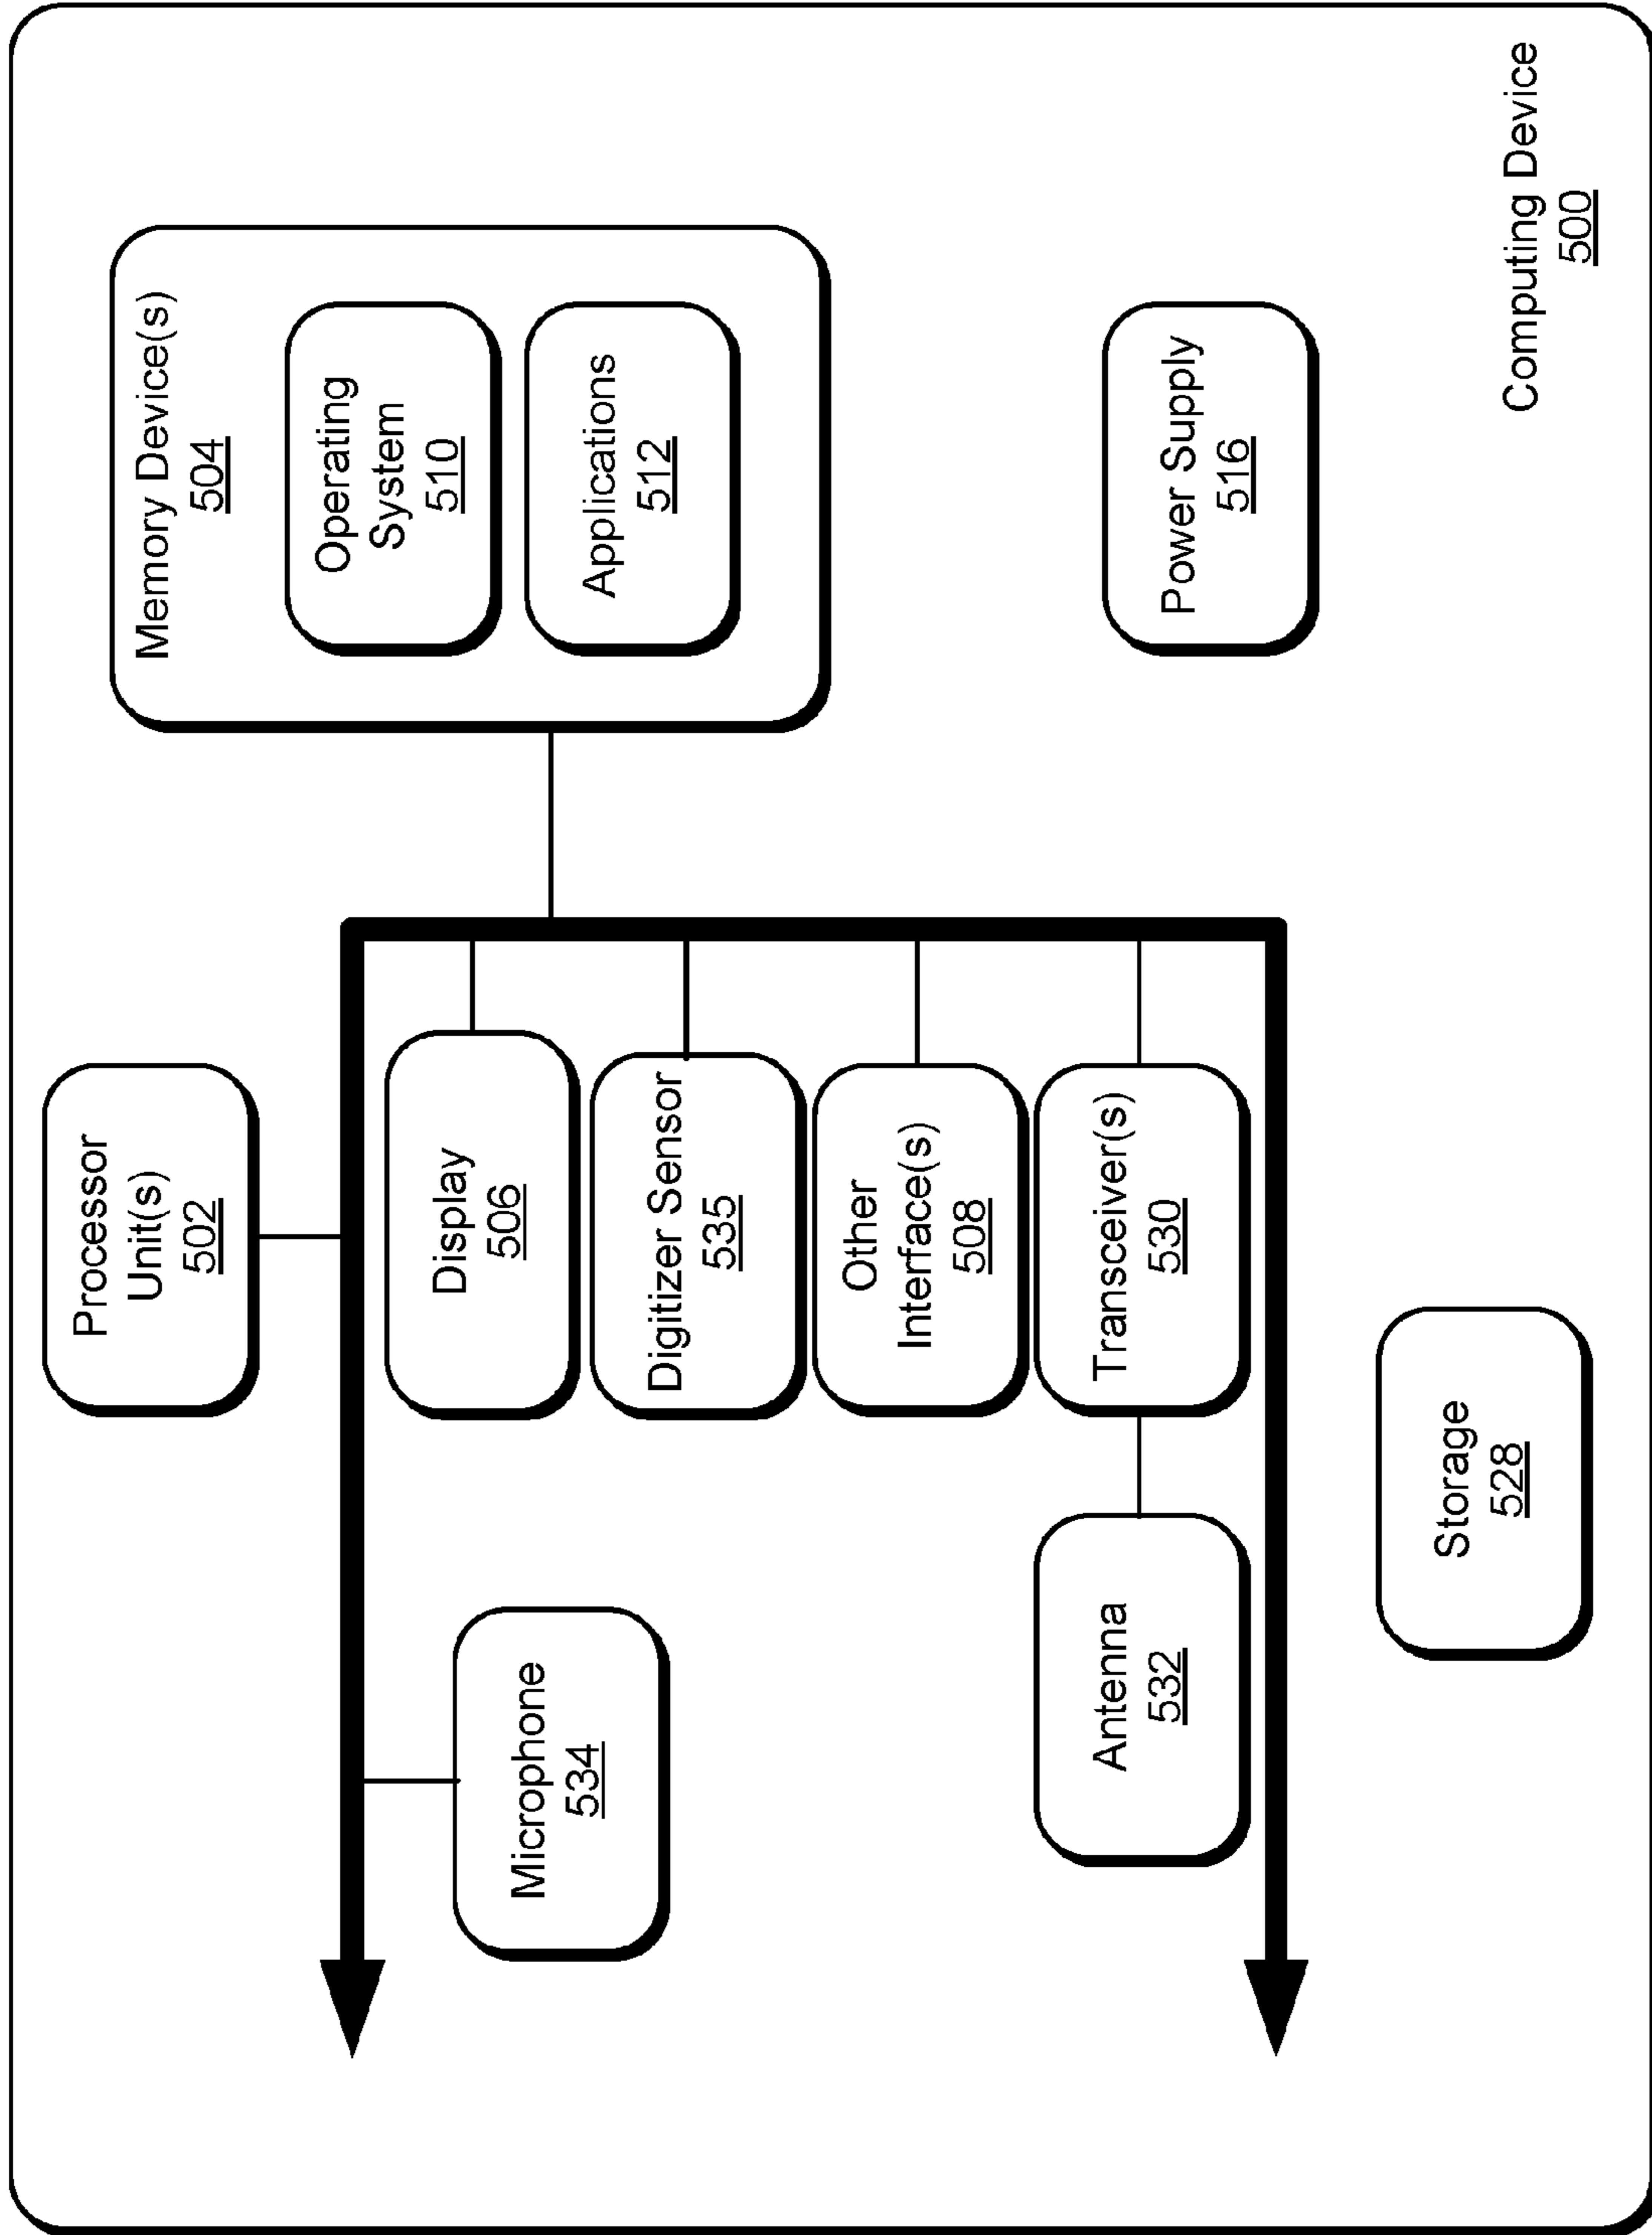 Processor
Unit(s)
502
Memory Device(s)
504
Operating
System
510
Applications
512
Display
506
Digitizer Sensor
535
Other
Interface(s)
508
Transceiver(s)
530
Microphone
534
Antenna
532
Storage
528
Power Supply
516
Computing Device
500